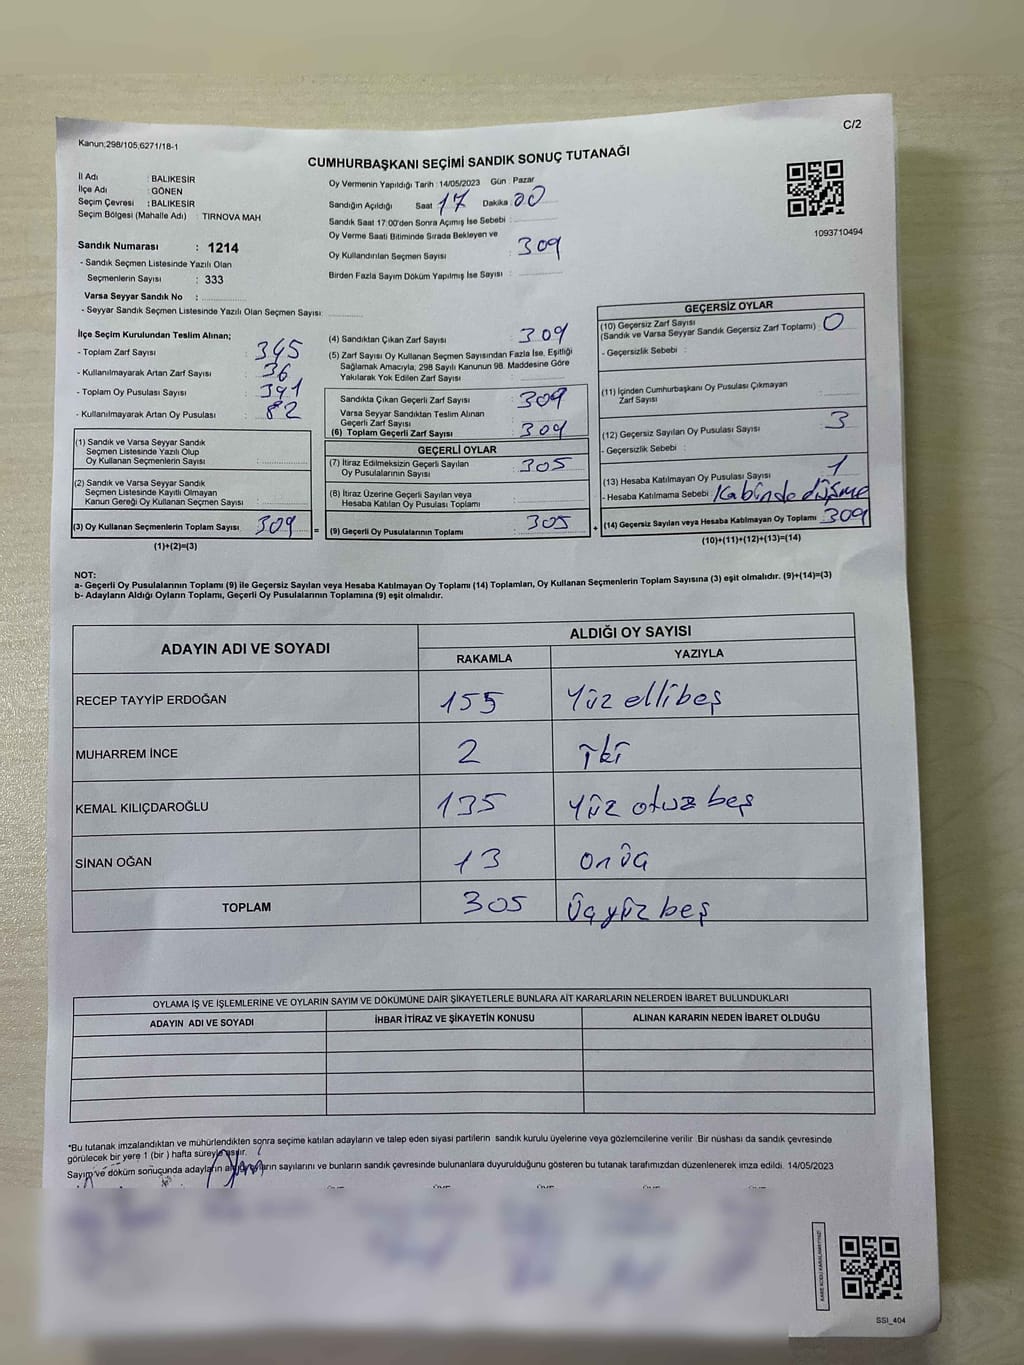 C/2
Kanun;298/105;6271/18-1
CUMHURBAŞKANI SEÇİMİ SANDIK SONUÇ TUTANAĞI
İl Adı : BALIKESİR
İlçe Adı : GÖNEN
Seçim Çevresi : BALIKESİR
Seçim Bölgesi (Mahalle Adı) : TIRNOVA MAH
Sandık Numarası : 1214
- Sandık Seçmen Listesinde Yazılı Olan
Seçmenlerin Sayısı : 333
Varsa Seyyar Sandık No :
- Seyyar Sandık Seçmen Listesinde Yazılı Olan Seçmen Sayısı:
Oy Vermenin Yapıldığı Tarih : 14/05/2023 Gün : Pazar
Sandığın Açıldığı Saat 17 Dakika 00
Sandık Saat 17:00'den Sonra Açımış İse Sebebi :
Oy Verme Saati Bitiminde Sırada Bekleyen ve
Oy Kullandırılan Seçmen Sayısı : 309
Birden Fazla Sayım Döküm Yapılmış İse Sayısı :
1093710494
İlçe Seçim Kurulundan Teslim Alınan;
- Toplam Zarf Sayısı : 345
- Kullanılmayarak Artan Zarf Sayısı : 36
- Toplam Oy Pusulası Sayısı : 391
- Kullanılmayarak Artan Oy Pusulası : 82
(1) Sandık ve Varsa Seyyar Sandık
Seçmen Listesinde Yazılı Olup
Oy Kullanan Seçmenlerin Sayısı :
(2) Sandık ve Varsa Seyyar Sandık
Seçmen Listesinde Kayıtlı Olmayan
Kanun Gereği Oy Kullanan Seçmen Sayısı :
(3) Oy Kullanan Seçmenlerin Toplam Sayısı : 309 =
(1)+(2)=(3)
(4) Sandıktan Çıkan Zarf Sayısı : 309
(5) Zarf Sayısı Oy Kullanan Seçmen Sayısından Fazla İse, Eşitliği
Sağlamak Amacıyla; 298 Sayılı Kanunun 98. Maddesine Göre
Yakılarak Yok Edilen Zarf Sayısı :
Sandıkta Çıkan Geçerli Zarf Sayısı : 309
Varsa Seyyar Sandıktan Teslim Alınan
Geçerli Zarf Sayısı :
(6) Toplam Geçerli Zarf Sayısı : 309
GEÇERLİ OYLAR
(7) İtiraz Edilmeksizin Geçerli Sayılan
Oy Pusulalarının Sayısı : 305
(8) İtiraz Üzerine Geçerli Sayılan veya
Hesaba Katılan Oy Pusulası Toplamı :
(9) Geçerli Oy Pusulalarının Toplamı : 305 +
GEÇERSİZ OYLAR
(10) Geçersiz Zarf Sayısı
(Sandık ve Varsa Seyyar Sandık Geçersiz Zarf Toplamı) : 0
- Geçersizlik Sebebi :
(11) İçinden Cumhurbaşkanı Oy Pusulası Çıkmayan
Zarf Sayısı :
(12) Geçersiz Sayılan Oy Pusulası Sayısı : 3
- Geçersizlik Sebebi :
(13) Hesaba Katılmayan Oy Pusulası Sayısı : 1
- Hesaba Katılmama Sebebi : Kabinde düşme
(14) Geçersiz Sayılan veya Hesaba Katılmayan Oy Toplamı : 309
(10)+(11)+(12)+(13)=(14)
NOT:
a- Geçerli Oy Pusulalarının Toplamı (9) ile Geçersiz Sayılan veya Hesaba Katılmayan Oy Toplamı (14) Toplamları, Oy Kullanan Seçmenlerin Toplam Sayısına (3) eşit olmalıdır. (9)+(14)=(3)
b- Adayların Aldığı Oyların Toplamı, Geçerli Oy Pusulalarının Toplamına (9) eşit olmalıdır.
ADAYIN ADI VE SOYADI ALDIĞI OY SAYISI
RAKAMLA YAZIYLA
RECEP TAYYİP ERDOĞAN 155 Yüz ellibeş
MUHARREM İNCE 2 İki
KEMAL KILIÇDAROĞLU 135 Yüz otuz beş
SİNAN OĞAN 13 onüç
TOPLAM 305 Üçyüz beş
OYLAMA İŞ VE İŞLEMLERİNE VE OYLARIN SAYIM VE DÖKÜMÜNE DAİR ŞİKAYETLERLE BUNLARA AİT KARARLARIN NELERDEN İBARET BULUNDUKLARI
ADAYIN ADI VE SOYADI İHBAR İTİRAZ VE ŞİKAYETİN KONUSU ALINAN KARARIN NEDEN İBARET OLDUĞU
*Bu tutanak imzalandıktan ve mühürlendikten sonra seçime katılan adayların ve talep eden siyasi partilerin sandık kurulu üyelerine veya gözlemcilerine verilir. Bir nüshası da sandık çevresinde
görülecek bir yere 1 (bir ) hafta süreyle asılır.
Sayım ve döküm sonuçunda adayların aldığı oyların sayılarını ve bunların sandık çevresinde bulunanlara duyurulduğunu gösteren bu tutanak tarafımızdan düzenlenerek imza edildi. 14/05/2023
SSI_404